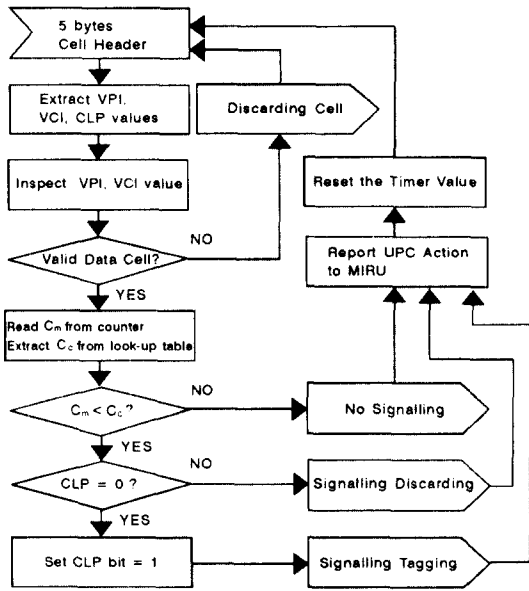 5 bytes
Cell Header
Extract VPI,
VCI, CLP values
Discarding Cell
Inspect VPI, VCI value
Reset the Timer Value
NO
Valid Data Cell?
Report UPC Action
to MIRU
YES
Read Cm from counter
Extract Cc from look-up table
NO
Cm < Cc ?
No Signalling
YES
NO
CLP = 0 ?
Signalling Discarding
YES
Set CLP bit = 1
Signalling Tagging